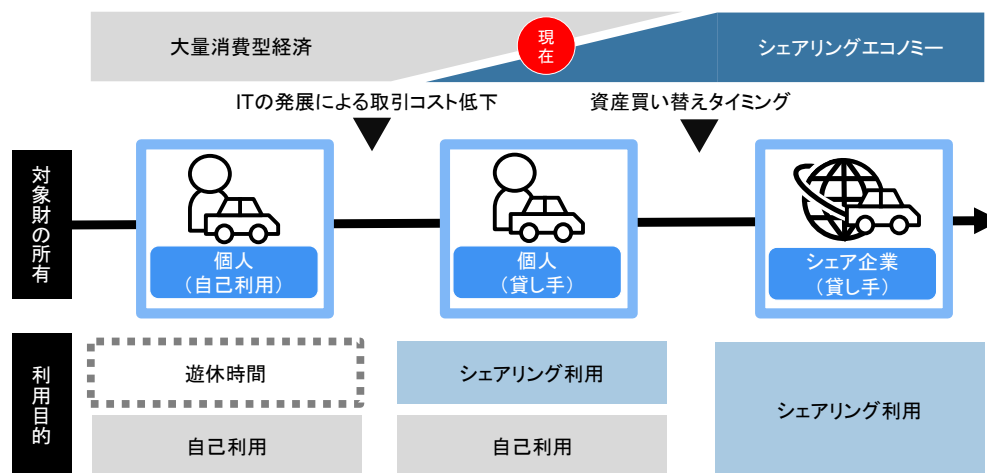 大量消費型経済
現在
シェアリングエコノミー
ITの発展による取引コスト低下
資産買い替えタイミング
対象財の所有
個人
（自己利用）
個人
（貸し手）
シェア企業
（貸し手）
利用目的
遊休時間
シェアリング利用
シェアリング利用
自己利用
自己利用